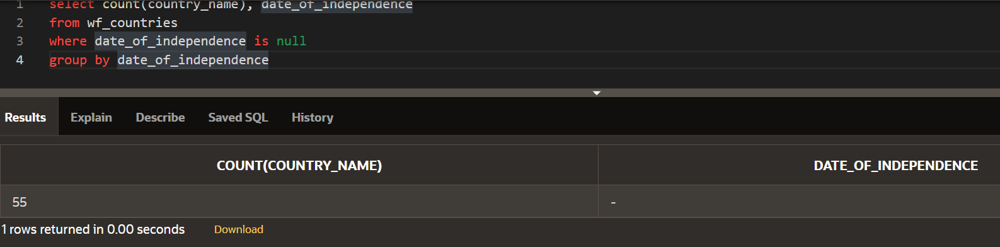 1 select count(country_name), date_of_independence
2 from wf_countries
3 where date_of_independence is null
4 group by date_of_independence
Results Explain Describe Saved SQL History
COUNT(COUNTRY_NAME) DATE_OF_INDEPENDENCE
55 -
1 rows returned in 0.00 seconds Download